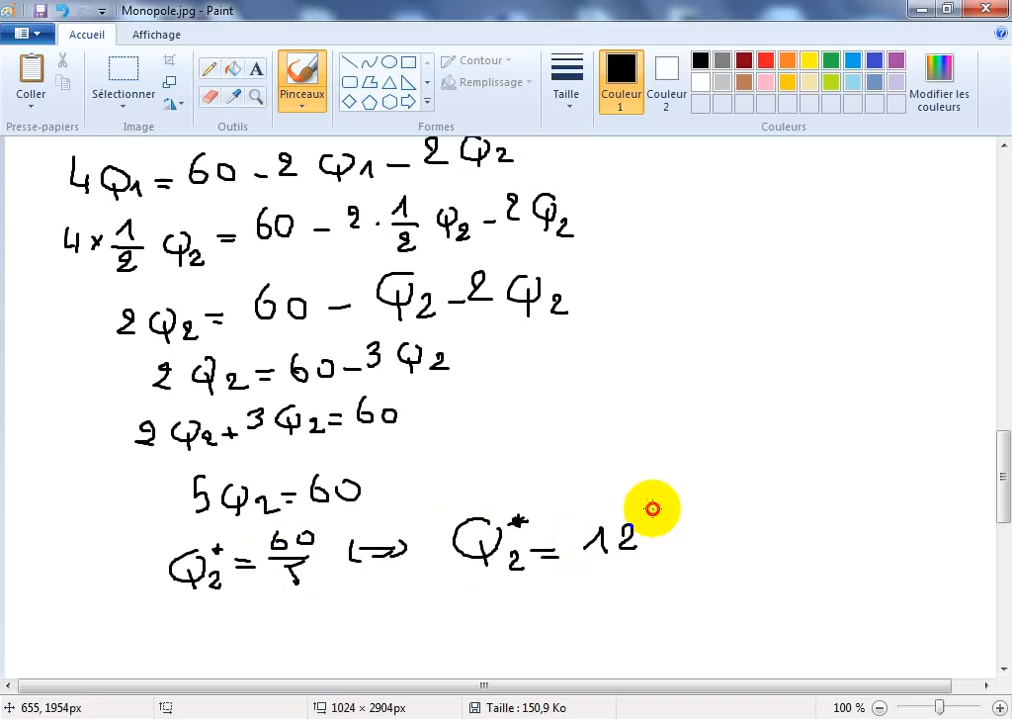 Monopole.jpg - Paint
Accueil Affichage
Coller Sélectionner Pinceaux Contour Remplissage Taille Couleur 1 Couleur 2 Modifier les couleurs
Presse-papiers Image Outils Formes Couleurs
4Q1 = 60 - 2 Q1 - 2 Q2
4 × 1/2 Q2 = 60 - 2 . 1/2 Q2 - 2 Q2
2 Q2 = 60 - Q2 - 2 Q2
2 Q2 = 60 - 3 Q2
2 Q2 + 3 Q2 = 60
5 Q2 = 60
Q2* = 60/5 ⟺ Q2* = 12
655, 1954px 1024 × 2904px Taille : 150,9 Ko 100 %